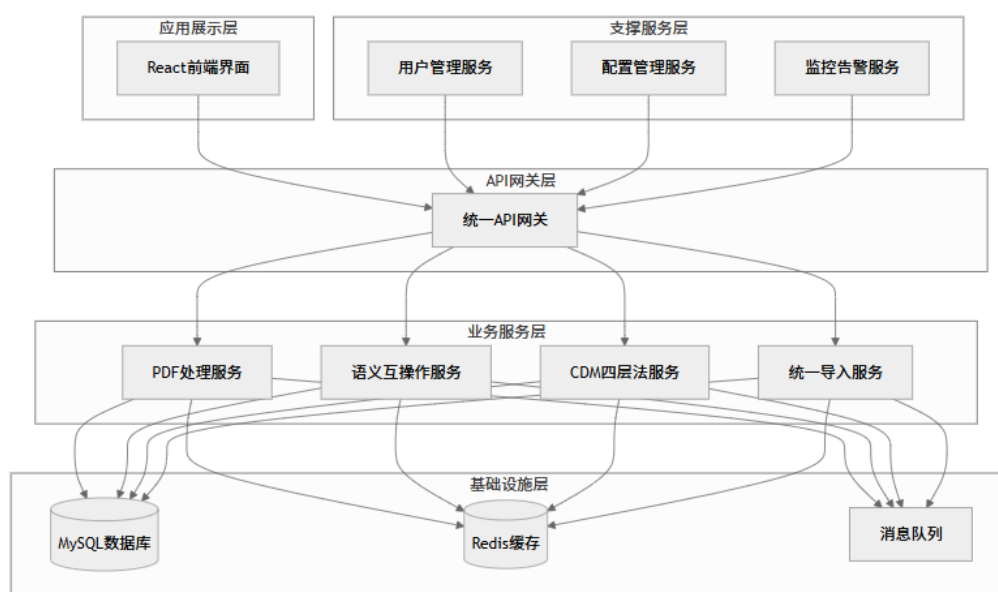 应用展示层
支撑服务层
React前端界面
用户管理服务
配置管理服务
监控告警服务
API网关层
统一API网关
业务服务层
PDF处理服务
语义互操作服务
CDM四层法服务
统一导入服务
基础设施层
MySQL数据库
Redis缓存
消息队列